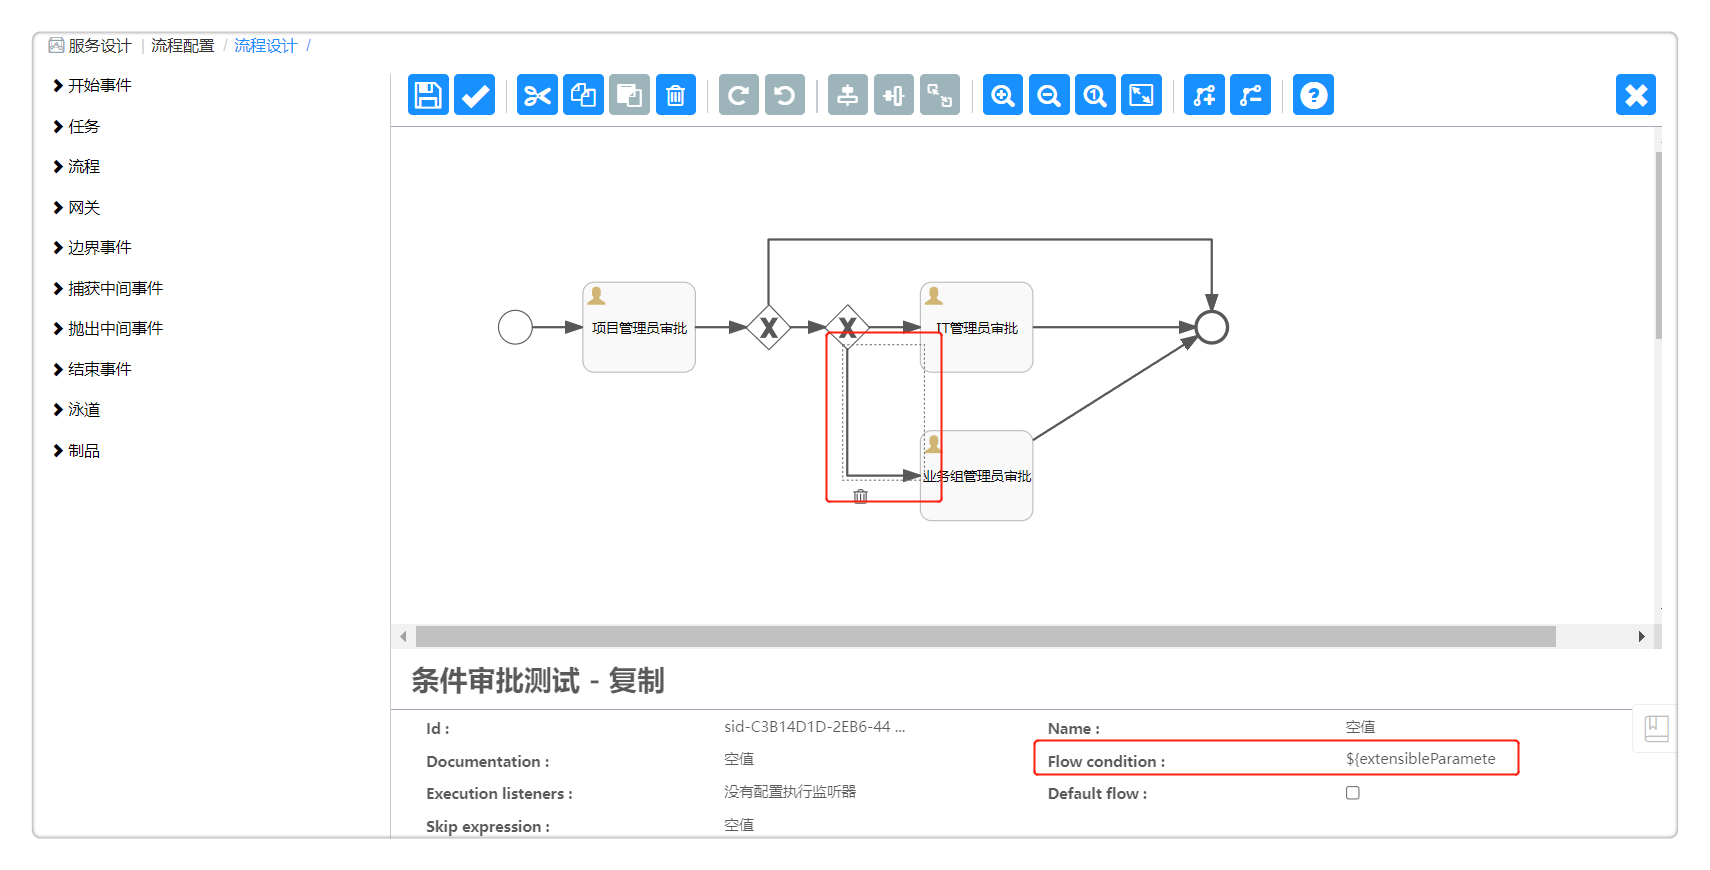 服务设计 | 流程配置 / 流程设计 /
开始事件
任务
流程
网关
边界事件
捕获中间事件
抛出中间事件
结束事件
泳道
制品
项目管理员审批
X
X
IT管理员审批
业务组管理员审批
条件审批测试 - 复制
Id : sid-C3B14D1D-2EB6-44 ...
Name : 空值
Documentation : 空值
Flow condition : ${extensibleParamete
Execution listeners : 没有配置执行监听器
Default flow :
Skip expression : 空值